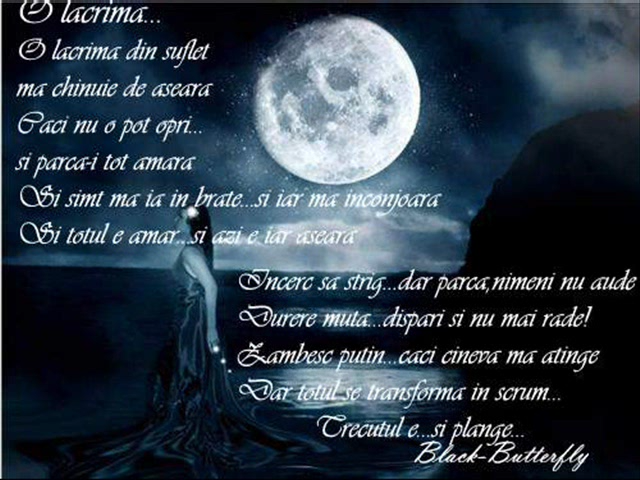 O lacrima...
O lacrima din suflet
ma chinuie de aseara
Caci nu o pot opri...
si parca-i tot amara
Si simt ma ia in brate...si iar ma inconjoara
Si totul e amar...si azi e iar aseara
Incerc sa strig...dar parca,nimeni nu aude
Durere muta...dispari si nu mai rade!
Zambesc putin...caci cineva ma atinge
Dar totul se transforma in scrum...
Trecutul e...si plange...
Black-Butterfly